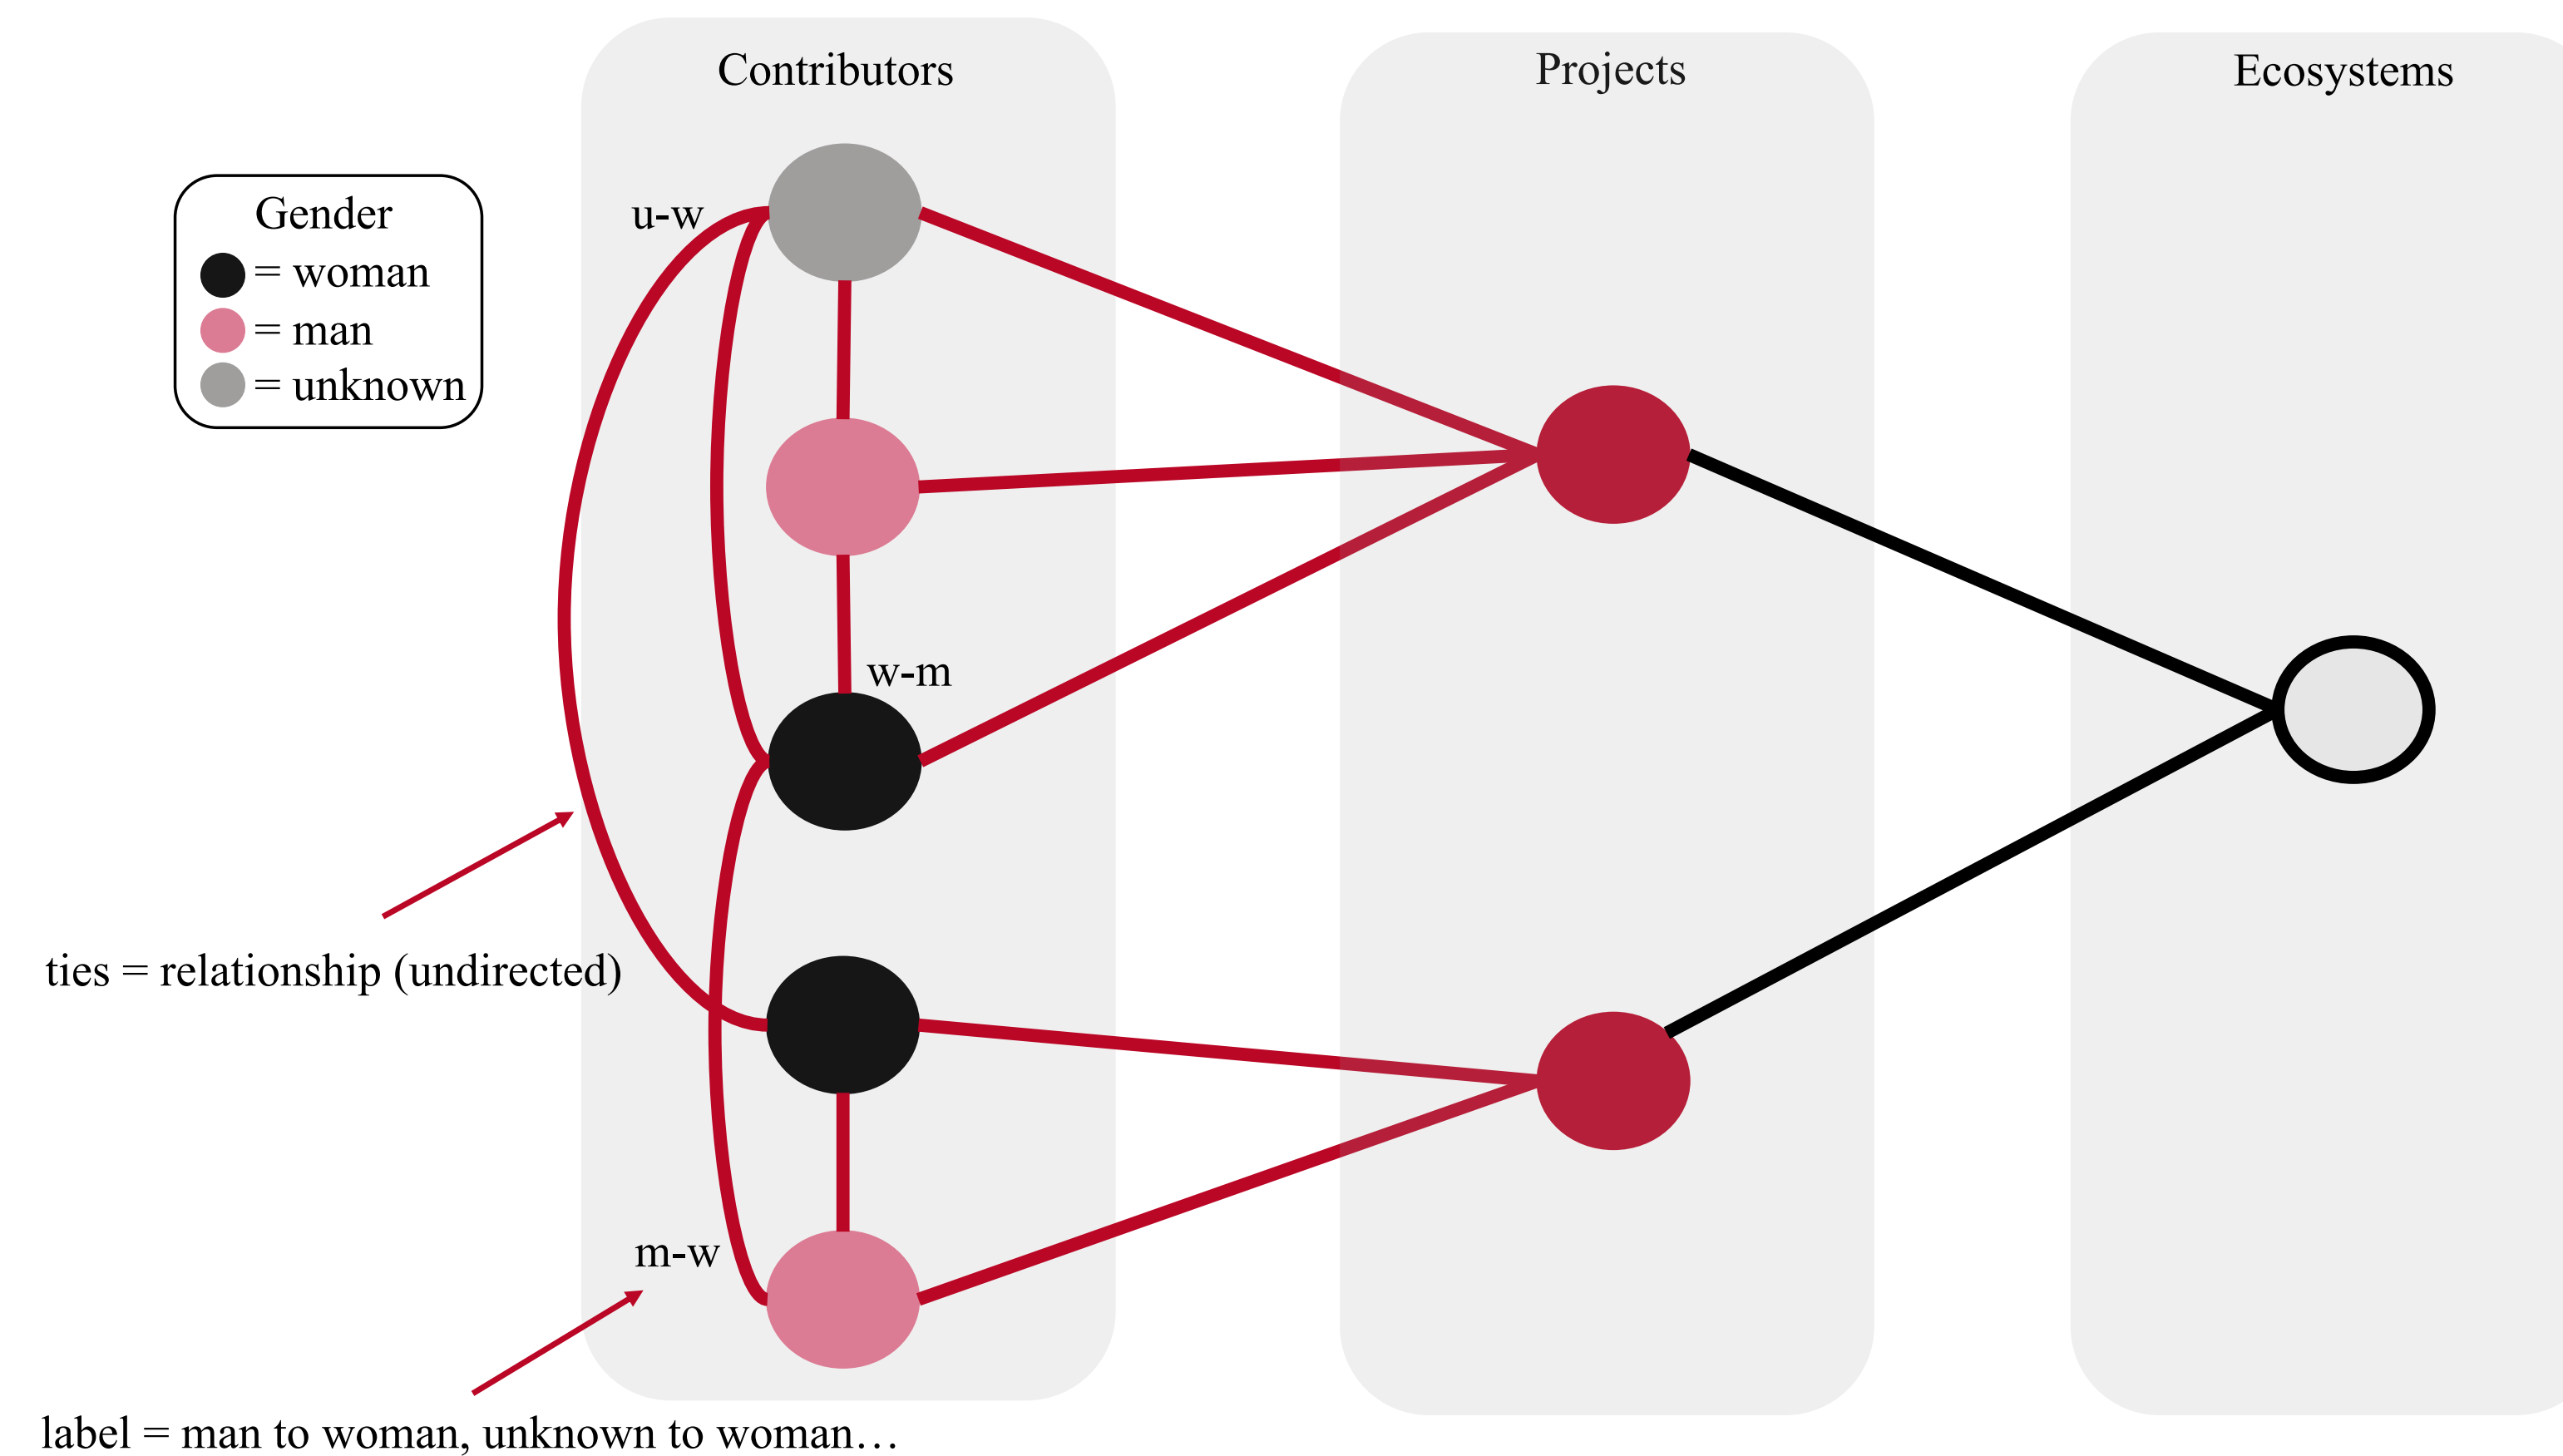 Contributors
Projects
Ecosystems
Gender
= woman
= man
= unknown
u-w
w-m
ties = relationship (undirected)
m-w
label = man to woman, unknown to woman…